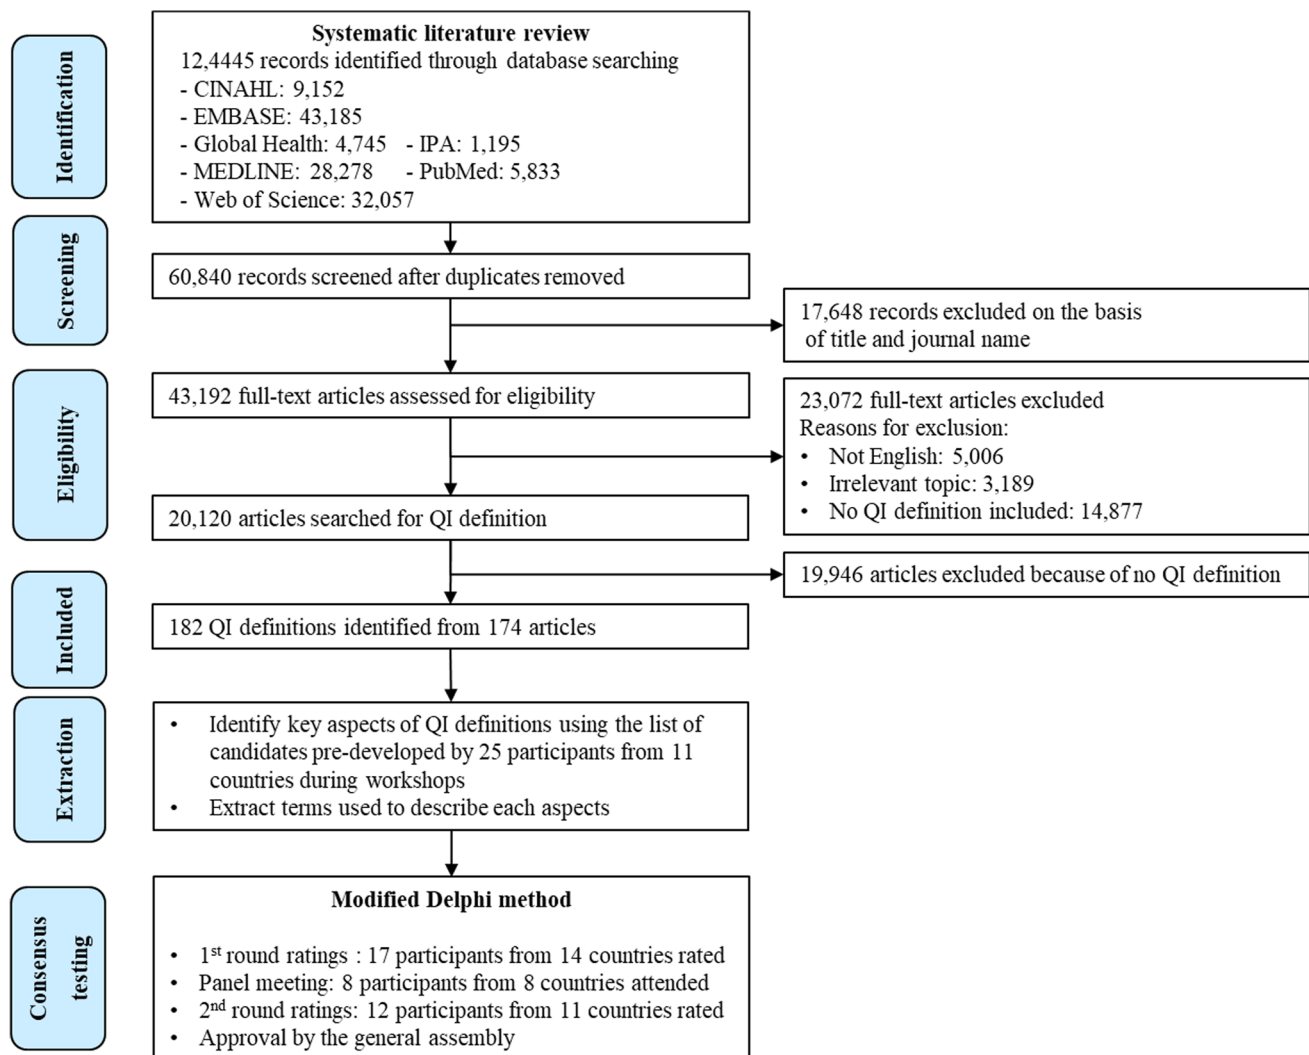 Identification
Systematic literature review
12,4445 records identified through database searching
- CINAHL: 9,152
- EMBASE: 43,185
- Global Health: 4,745 - IPA: 1,195
- MEDLINE: 28,278 - PubMed: 5,833
- Web of Science: 32,057
Screening
60,840 records screened after duplicates removed
17,648 records excluded on the basis
of title and journal name
Eligibility
43,192 full-text articles assessed for eligibility
23,072 full-text articles excluded
Reasons for exclusion:
• Not English: 5,006
• Irrelevant topic: 3,189
• No QI definition included: 14,877
20,120 articles searched for QI definition
19,946 articles excluded because of no QI definition
Included
182 QI definitions identified from 174 articles
Extraction
• Identify key aspects of QI definitions using the list of
candidates pre-developed by 25 participants from 11
countries during workshops
• Extract terms used to describe each aspects
Consensus
testing
Modified Delphi method
• 1st round ratings : 17 participants from 14 countries rated
• Panel meeting: 8 participants from 8 countries attended
• 2nd round ratings: 12 participants from 11 countries rated
• Approval by the general assembly